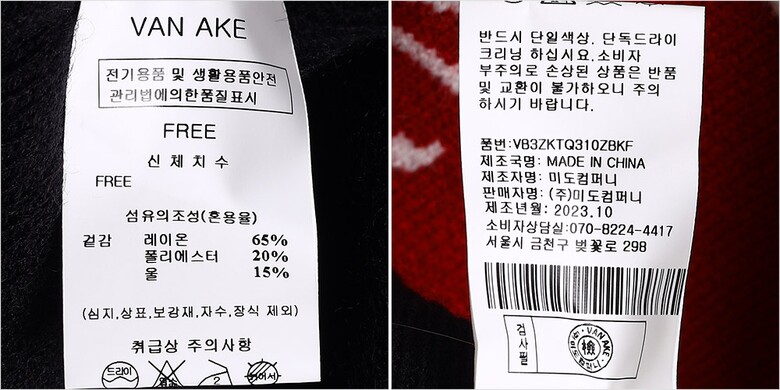 VAN AKE
전기용품 및 생활용품안전
관리법에의한품질표시
FREE
신체치수
FREE
섬유의조성(혼용율)
겉감 레이온 65%
폴리에스터 20%
울 15%
(심지,상표,보강재,자수,장식 제외)
취급상 주의사항
드라이
반드시 단일색상, 단독드라이
크리닝 하십시요.소비자
부주의로 손상된 상품은 반품
및 교환이 불가하오니 주의
하시기 바랍니다.
품번:VB3ZKTQ310ZBKF
제조국명: MADE IN CHINA
제조자명: 미도컴퍼니
판매자명: (주)미도컴퍼니
제조년월: 2023.10
소비자상담실:070-8224-4417
서울시 금천구 벚꽃로 298
검사필
VAN AKE
檢